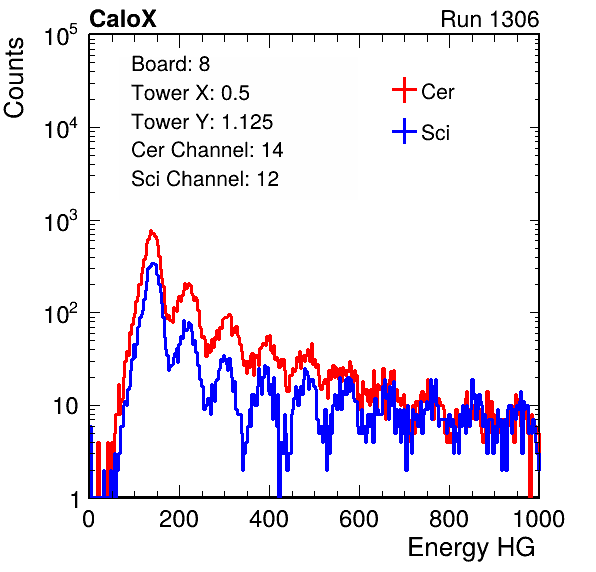 CaloX Run 1306
Counts
Board: 8
Tower X: 0.5
Tower Y: 1.125
Cer Channel: 14
Sci Channel: 12
Cer
Sci
10^5
10^4
10^3
10^2
10
1
0 200 400 600 800 1000
Energy HG